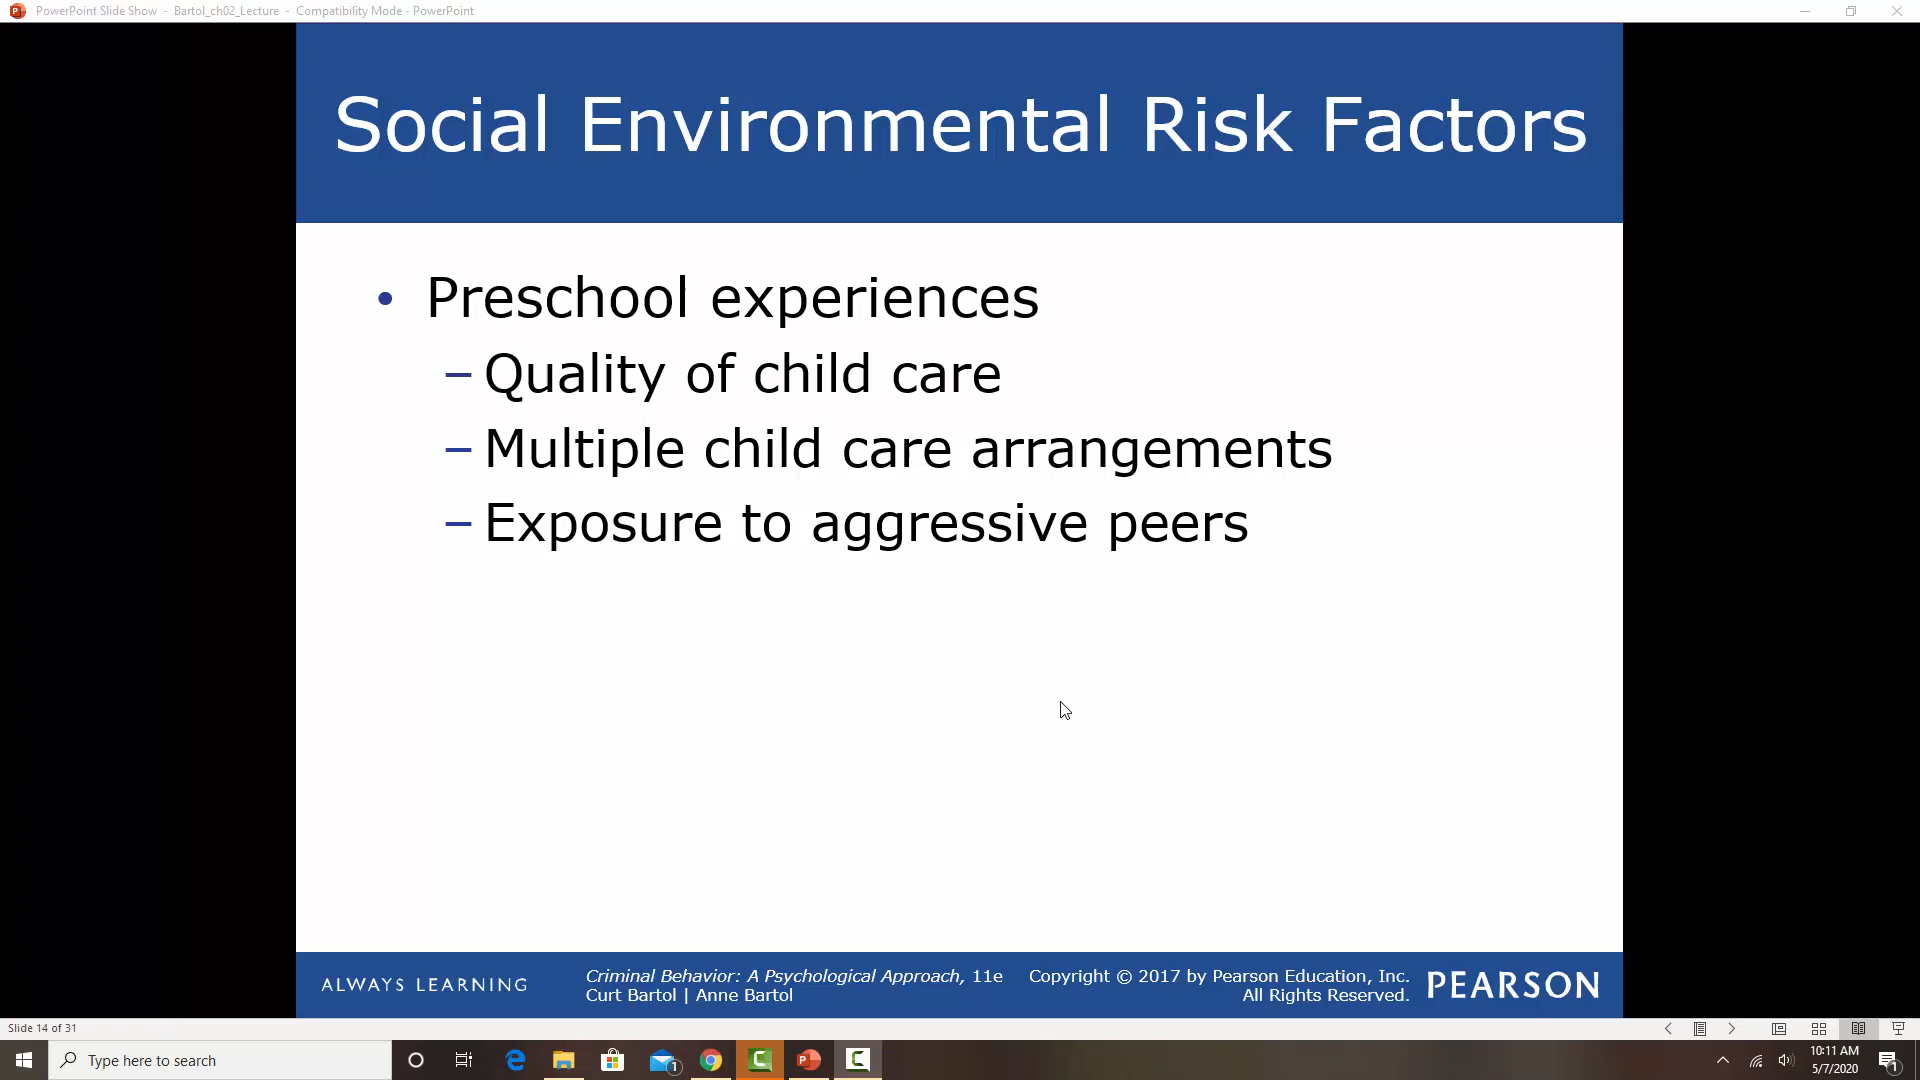 PowerPoint Slide Show - Bartol_ch02_Lecture - Compatibility Mode - PowerPoint
Social Environmental Risk Factors
• Preschool experiences
– Quality of child care
– Multiple child care arrangements
– Exposure to aggressive peers
ALWAYS LEARNING
Criminal Behavior: A Psychological Approach, 11e
Curt Bartol | Anne Bartol
Copyright © 2017 by Pearson Education, Inc.
All Rights Reserved.
PEARSON
Slide 14 of 31
Type here to search
1
10:11 AM
5/7/2020
1